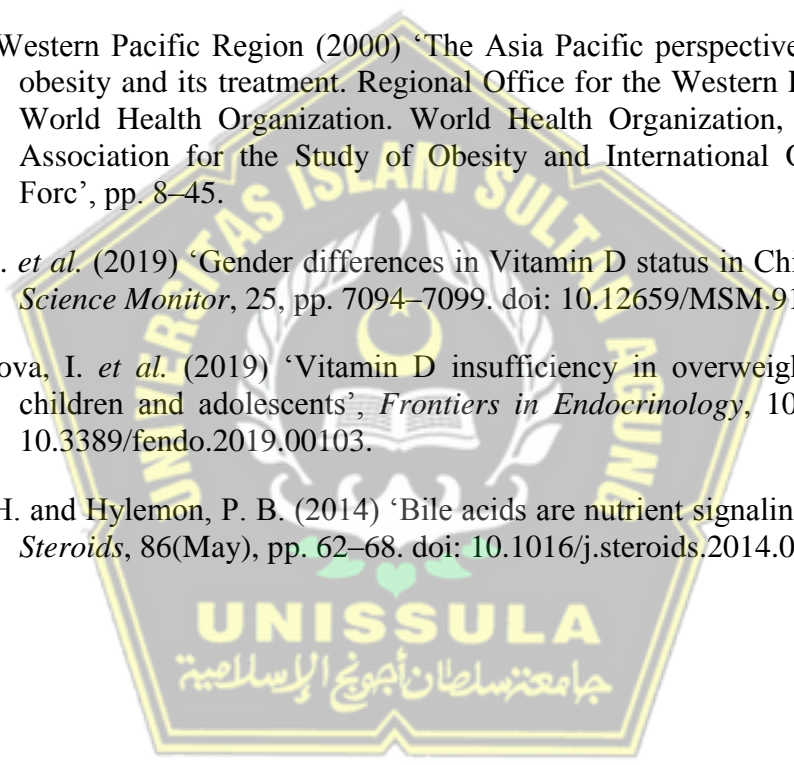 Western Pacific Region (2000) ‘The Asia Pacific perspective
obesity and its treatment. Regional Office for the Western
World Health Organization. World Health Organization,
Association for the Study of Obesity and International
Forc’, pp. 8–45.
et al. (2019) ‘Gender differences in Vitamin D status in
Science Monitor, 25, pp. 7094–7099. doi: 10.12659/MSM.91
ova, I. et al. (2019) ‘Vitamin D insufficiency in
children and adolescents’, Frontiers in Endocrinology, 10
10.3389/fendo.2019.00103.
H. and Hylemon, P. B. (2014) ‘Bile acids are nutrient
Steroids, 86(May), pp. 62–68. doi: 10.1016/j.steroids.2014.0
UNIVERSITAS ISLAM SULTAN AGUNG
UNISSULA
جامعة سلطان أجونج الإسلامية